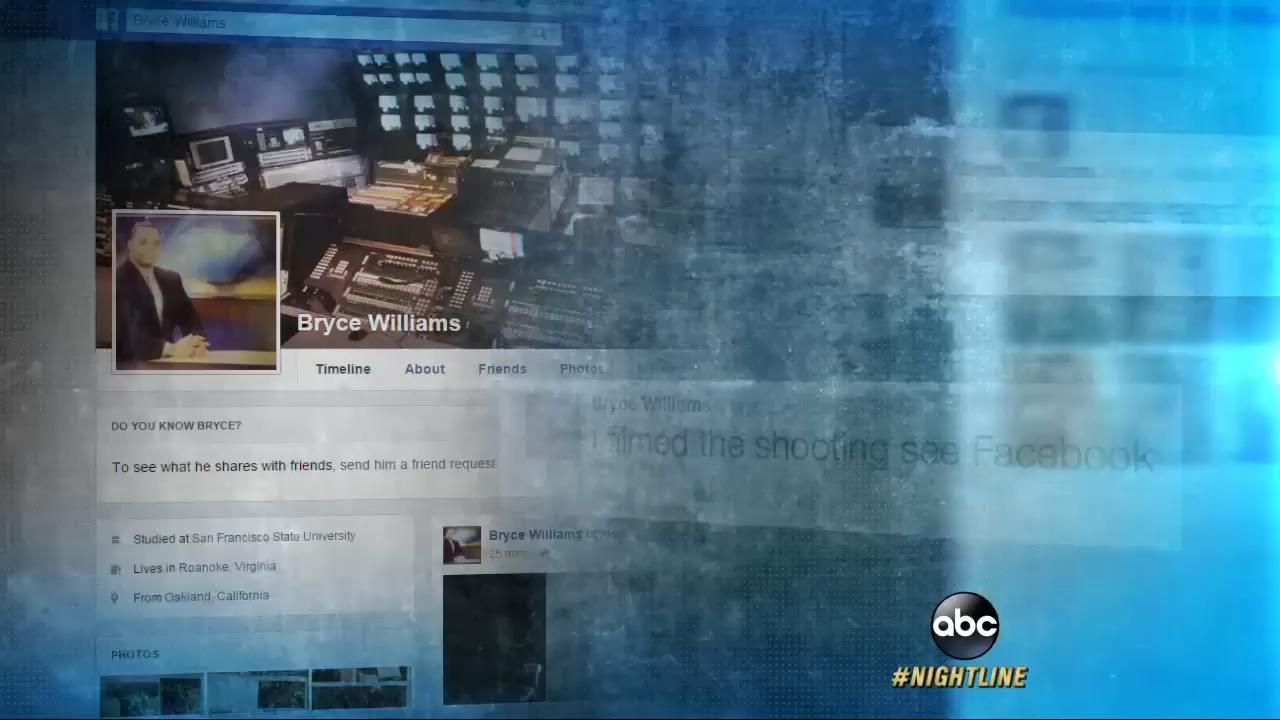 Bryce Williams
Bryce Williams
Timeline
About
Friends
Photos
Bryce Williams
I filmed the shooting see Facebook
DO YOU KNOW BRYCE?
To see what he shares with friends, send him a friend request
Studied at San Francisco State University
Lives in Roanoke, Virginia
From Oakland, California
Bryce Williams
25 mins
PHOTOS
abc
#NIGHTLINE